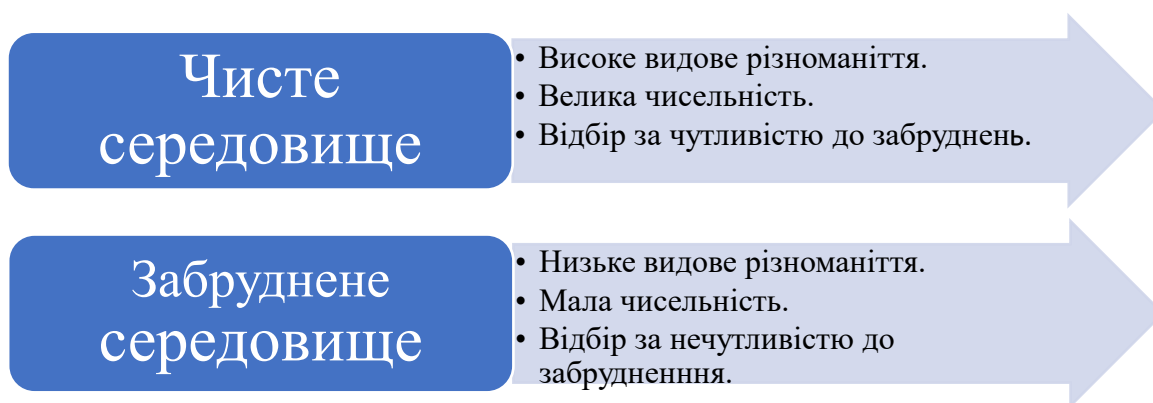 Чисте
середовище
• Високе видове різноманіття.
• Велика чисельність.
• Відбір за чутливістю до забруднень.
Забруднене
середовище
• Низьке видове різноманіття.
• Мала чисельність.
• Відбір за нечутливістю до
забрудненння.